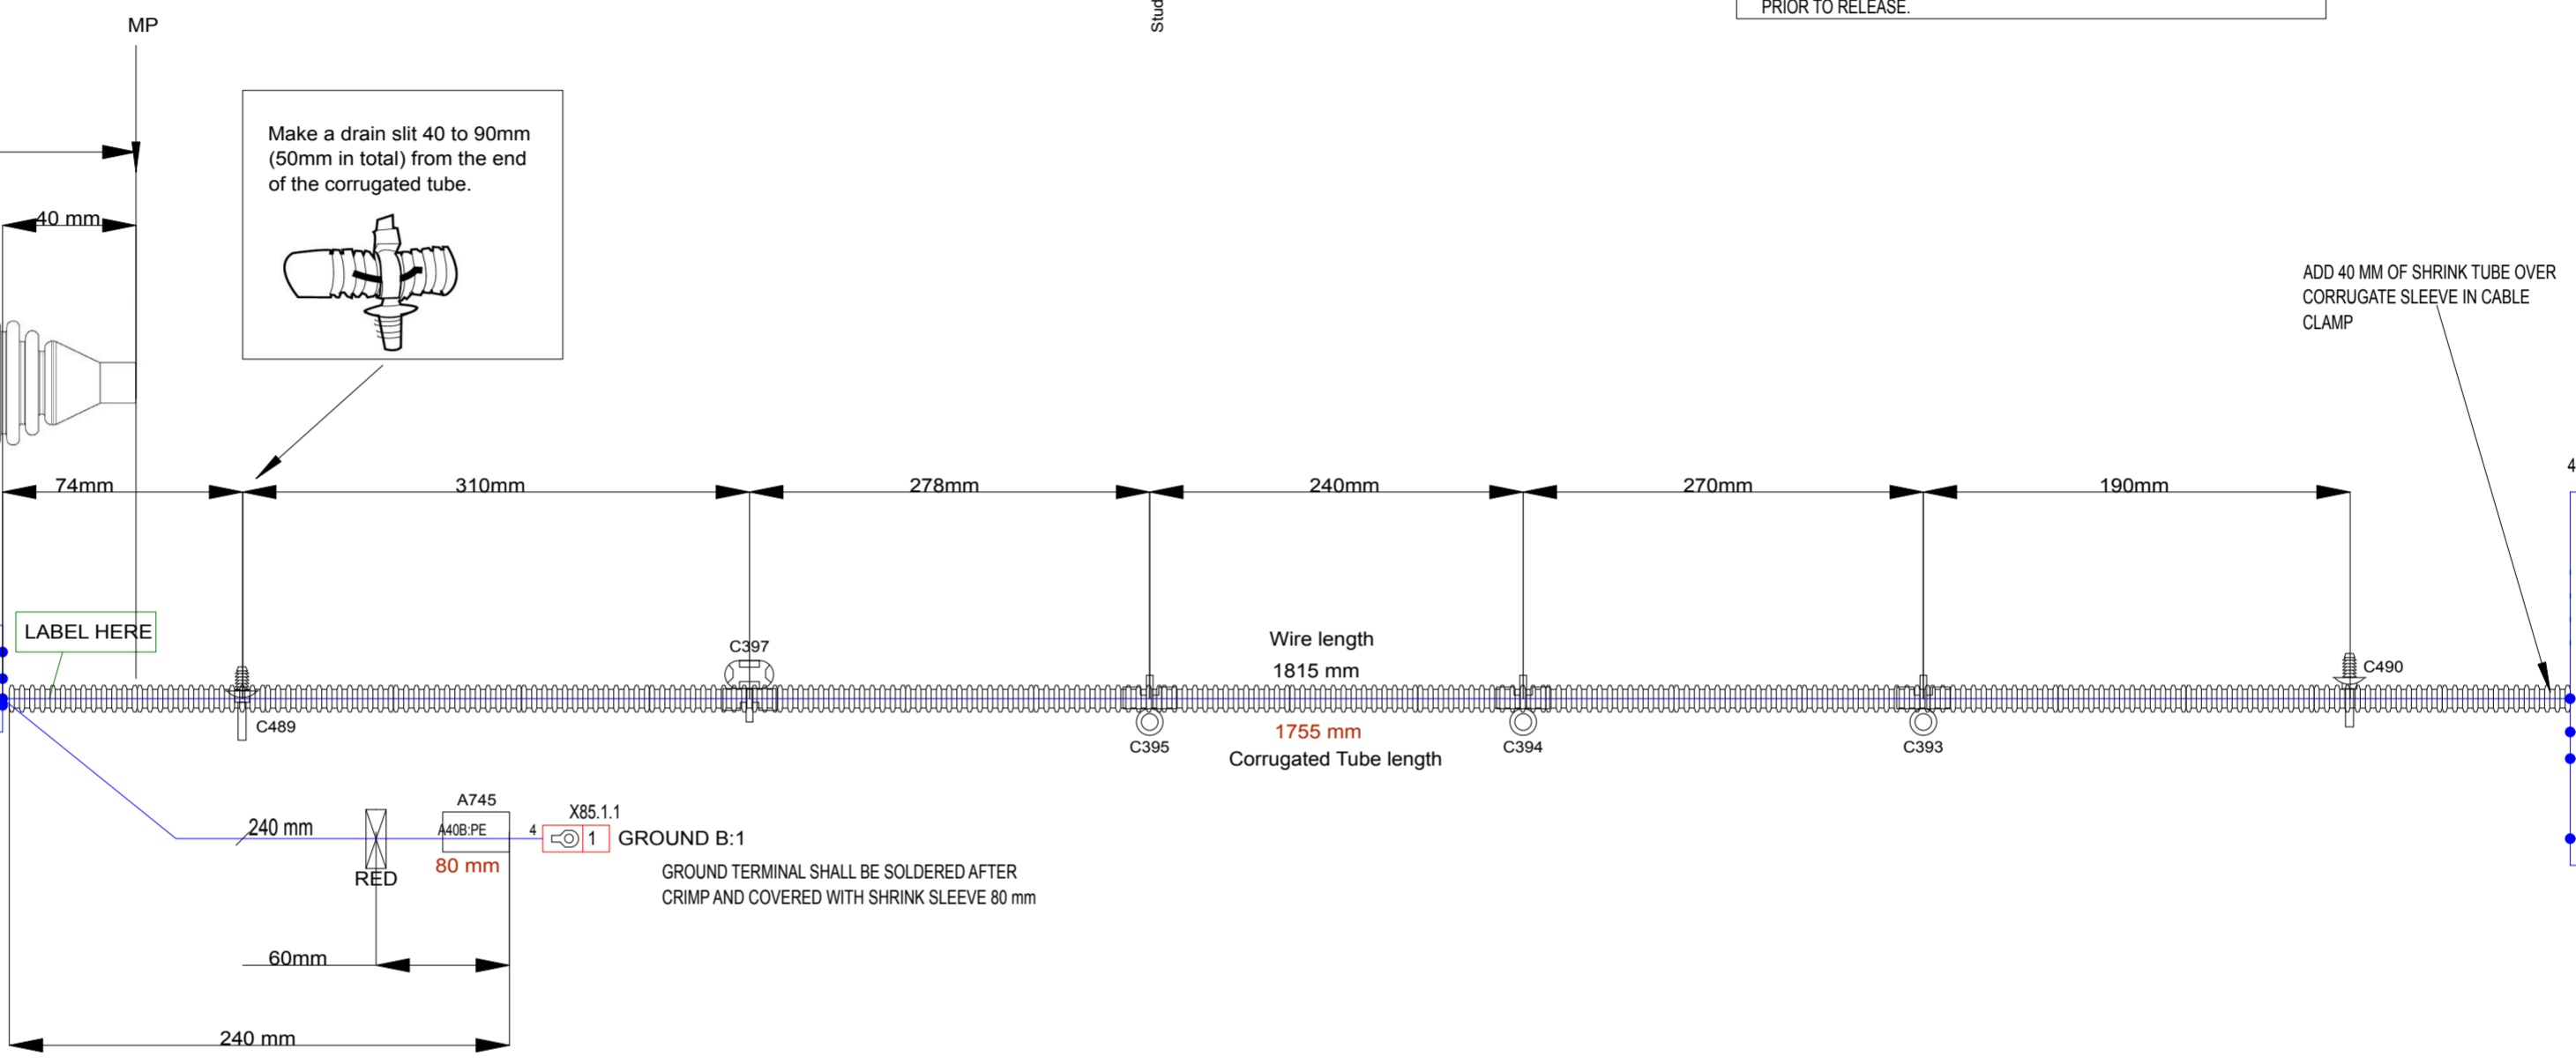 MP
Stud
PRIOR TO RELEASE.
Make a drain slit 40 to 90mm
(50mm in total) from the end
of the corrugated tube.
40 mm
ADD 40 MM OF SHRINK TUBE OVER
CORRUGATE SLEEVE IN CABLE
CLAMP
74mm
310mm
278mm
240mm
270mm
190mm
4
LABEL HERE
C397
Wire length
1815 mm
C490
C489
C395
1755 mm
C394
C393
Corrugated Tube length
A745
X85.1.1
240 mm
A40B:PE
4
1
GROUND B:1
80 mm
RED
GROUND TERMINAL SHALL BE SOLDERED AFTER
CRIMP AND COVERED WITH SHRINK SLEEVE 80 mm
60mm
240 mm